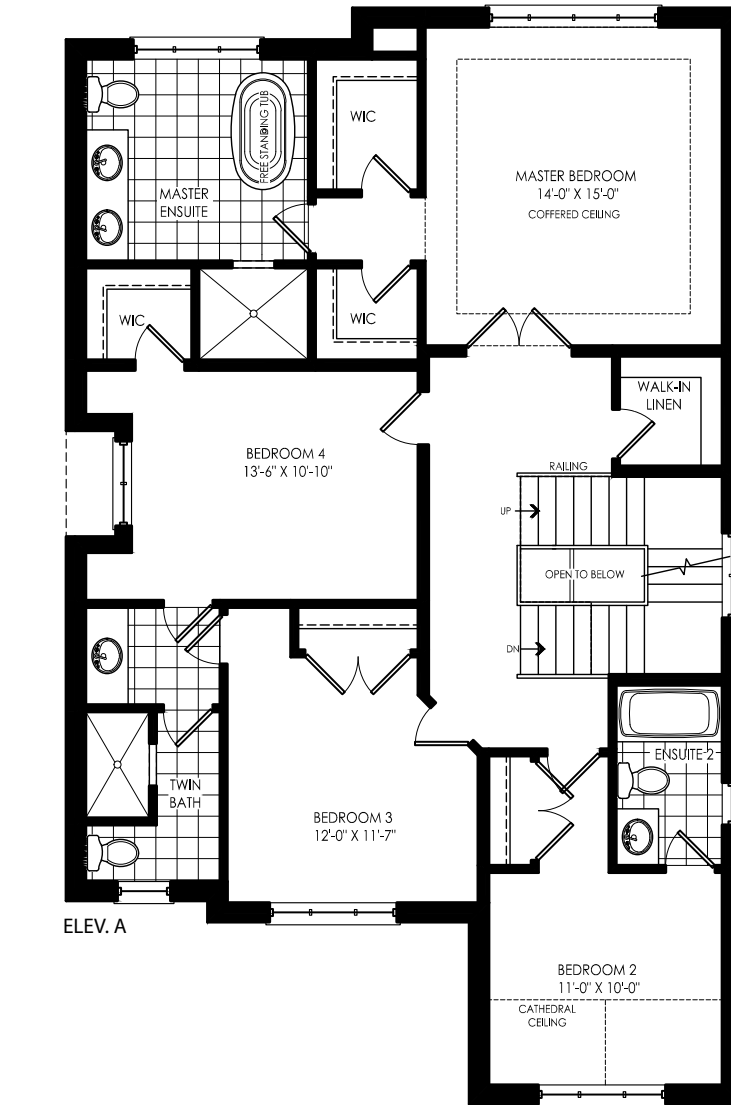 FREE STANDING TUB
WIC
MASTER BEDROOM
14'-0" X 15'-0"
COFFERED CEILING
MASTER
ENSUITE
WIC
WIC
WALK-IN
LINEN
BEDROOM 4
13'-6" X 10'-10"
RAILING
UP
OPEN TO BELOW
DN
ENSUITE 2
TWIN
BATH
BEDROOM 3
12'-0" X 11'-7"
ELEV. A
BEDROOM 2
11'-0" X 10'-0"
CATHEDRAL
CEILING